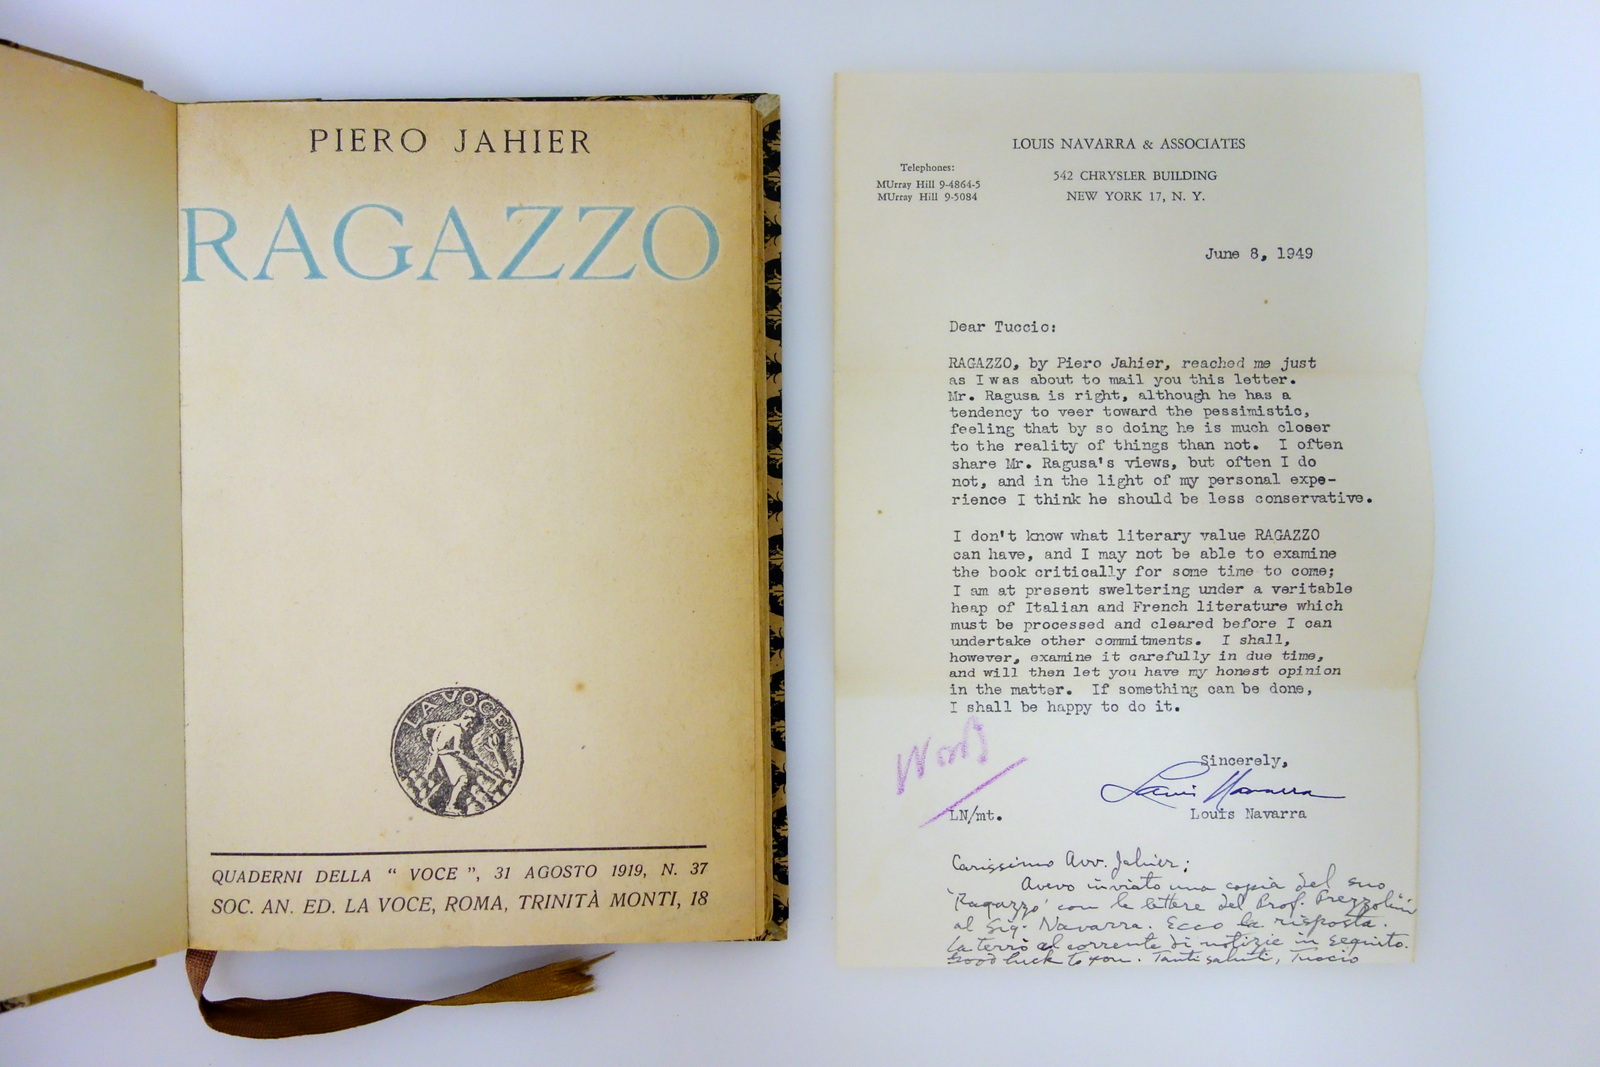 PIERO JAHIER
RAGAZZO
LA VOCE
QUADERNI DELLA “ VOCE ”, 31 AGOSTO 1919, N. 37
SOC. AN. ED. LA VOCE, ROMA, TRINITÀ MONTI, 18
LOUIS NAVARRA & ASSOCIATES
Telephones:
MUrray Hill 9-4864-5
MUrray Hill 9-5084
542 CHRYSLER BUILDING
NEW YORK 17, N. Y.
June 8, 1949
Dear Tuccio:
RAGAZZO, by Piero Jahier, reached me just
as I was about to mail you this letter.
Mr. Ragusa is right, although he has a
tendency to veer toward the pessimistic,
feeling that by so doing he is much closer
to the reality of things than not. I often
share Mr. Ragusa's views, but often I do
not, and in the light of my personal expe-
rience I think he should be less conservative.
I don't know what literary value RAGAZZO
can have, and I may not be able to examine
the book critically for some time to come;
I am at present sweltering under a veritable
heap of Italian and French literature which
must be processed and cleared before I can
undertake other commitments. I shall,
however, examine it carefully in due time,
and will then let you have my honest opinion
in the matter. If something can be done,
I shall be happy to do it.
Sincerely,
Louis Navarra
Louis Navarra
LN/mt.
Carissimo Avv. Jahier;
Avevo inviato una copia del suo
'Ragazzo' con le lettere del Prof. Prezzolini
al Sig. Navarra. Ecco la risposta.
La terrò al corrente di notizie in seguito.
Good luck to you. Tanti saluti, Tuccio